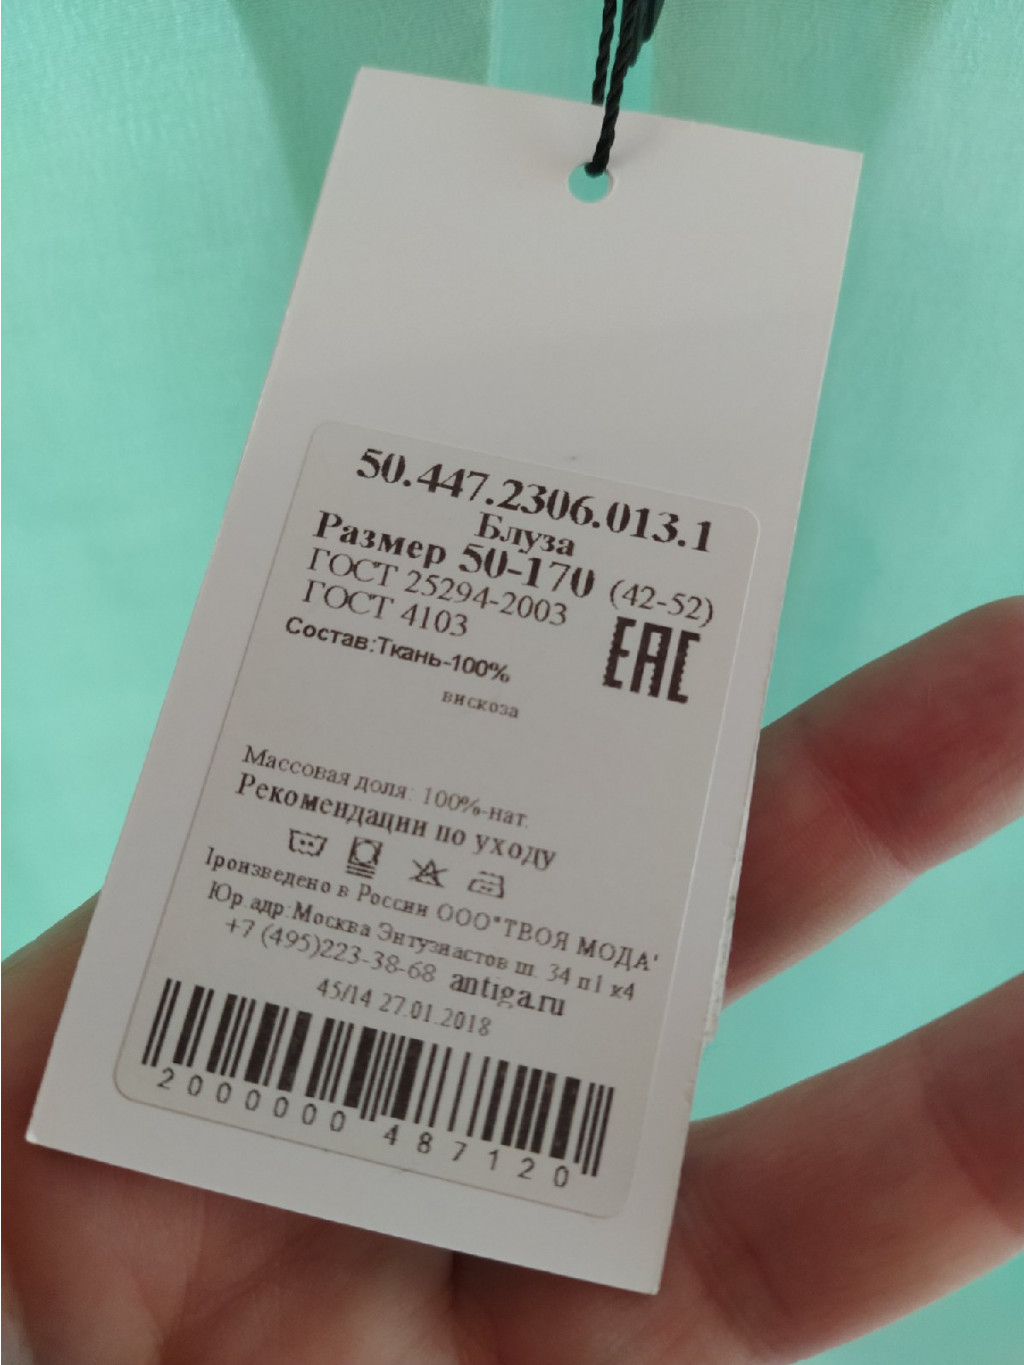 50.447.2306.013.1
Блуза
Размер 50-170 (42-52)
ГОСТ 25294-2003
ГОСТ 4103
ЕАС
Состав:Ткань-100%
вискоза
Массовая доля: 100%-нат.
Рекомендации по уходу
Произведено в России ООО"ТВОЯ МОДА'
Юр.адр:Москва Энтузиастов ш. 34 п1 к4
+7 (495)223-38-68 antiga.ru
45/14 27.01.2018
2000000 487120